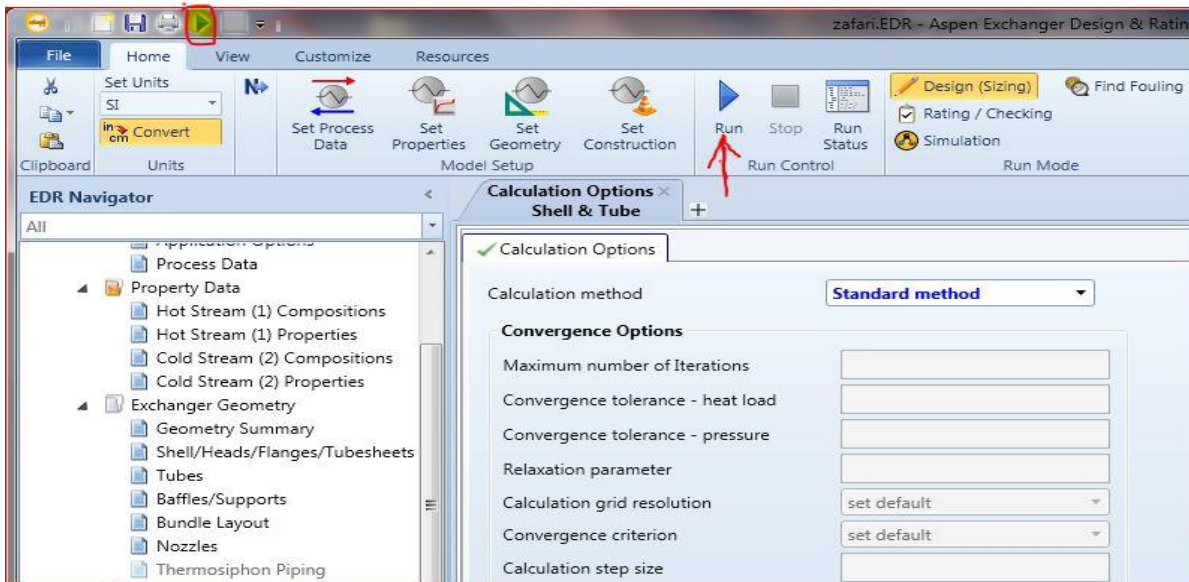 zafari.EDR - Aspen Exchanger Design & Ratin
File Home View Customize Resources
Set Units
SI
in cm Convert
Set Process Data
Set Properties
Set Geometry
Set Construction
Run
Stop
Run Status
Design (Sizing)
Rating / Checking
Simulation
Find Fouling
Clipboard Units Model Setup Run Control Run Mode
EDR Navigator
All
Application Options
Process Data
Property Data
Hot Stream (1) Compositions
Hot Stream (1) Properties
Cold Stream (2) Compositions
Cold Stream (2) Properties
Exchanger Geometry
Geometry Summary
Shell/Heads/Flanges/Tubesheets
Tubes
Baffles/Supports
Bundle Layout
Nozzles
Thermosiphon Piping
Calculation Options
Shell & Tube
Calculation Options
Calculation method Standard method
Convergence Options
Maximum number of Iterations
Convergence tolerance - heat load
Convergence tolerance - pressure
Relaxation parameter
Calculation grid resolution set default
Convergence criterion set default
Calculation step size